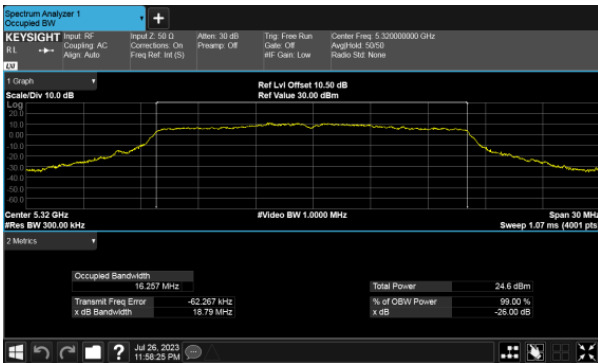 Spectrum Analyzer 1
Occupied BW
+
KEYSIGHT Input: RF Input Z: 50 Ω Atten: 30 dB Trig: Free Run Center Freq: 5.320000000 GHz
RL Coupling: AC Corrections: On Preamp: Off Gate: Off Avg|Hold: 50/50
Align: Auto Freq Ref: Int (S) #IF Gain: Low Radio Std: None
1 Graph
Ref Lvl Offset 10.50 dB
Scale/Div 10.0 dB Ref Value 30.00 dBm
Log
20.0
10.0
0.00
-10.0
-20.0
-30.0
-40.0
-50.0
-60.0
Center 5.32 GHz #Video BW 1.0000 MHz Span 30 MHz
#Res BW 300.00 kHz Sweep 1.07 ms (4001 pts
2 Metrics
Occupied Bandwidth
16.257 MHz Total Power 24.6 dBm
Transmit Freq Error -62.267 kHz % of OBW Power 99.00 %
x dB Bandwidth 18.79 MHz x dB -26.00 dB
? Jul 26, 2023
11:58:25 PM